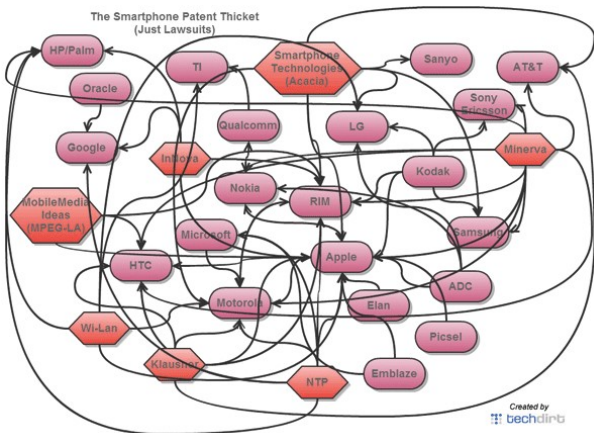 The Smartphone Patent Thicket
(Just Lawsuits)
HP/Palm
TI
Smartphone
Technologies
(Acacia)
Sanyo
AT&T
Oracle
Sony
Ericsson
Qualcomm
LG
Google
InNova
Minerva
Kodak
Nokia
RIM
MobileMedia
Ideas
(MPEG-LA)
Microsoft
Samsung
HTC
Apple
ADC
Motorola
Elan
Wi-Lan
Picsel
Klausner
NTP
Emblaze
Created by
techdirt